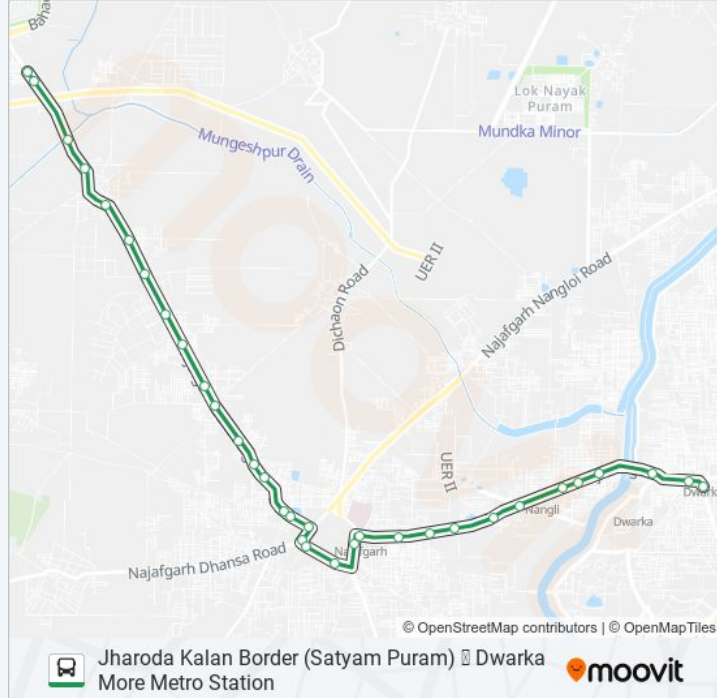 Baha
Lok Nayak
Puram
Mundka Minor
Mungeshpur Drain
UER II
Dichaon Road
Najafgarh Nangloi Road
UER II
Nangli
Dwark
Dwarka
Najafgarh Dhansa Road
© OpenStreetMap contributors | © OpenMapTiles
Jharoda Kalan Border (Satyam Puram) Dwarka
More Metro Station
moovit